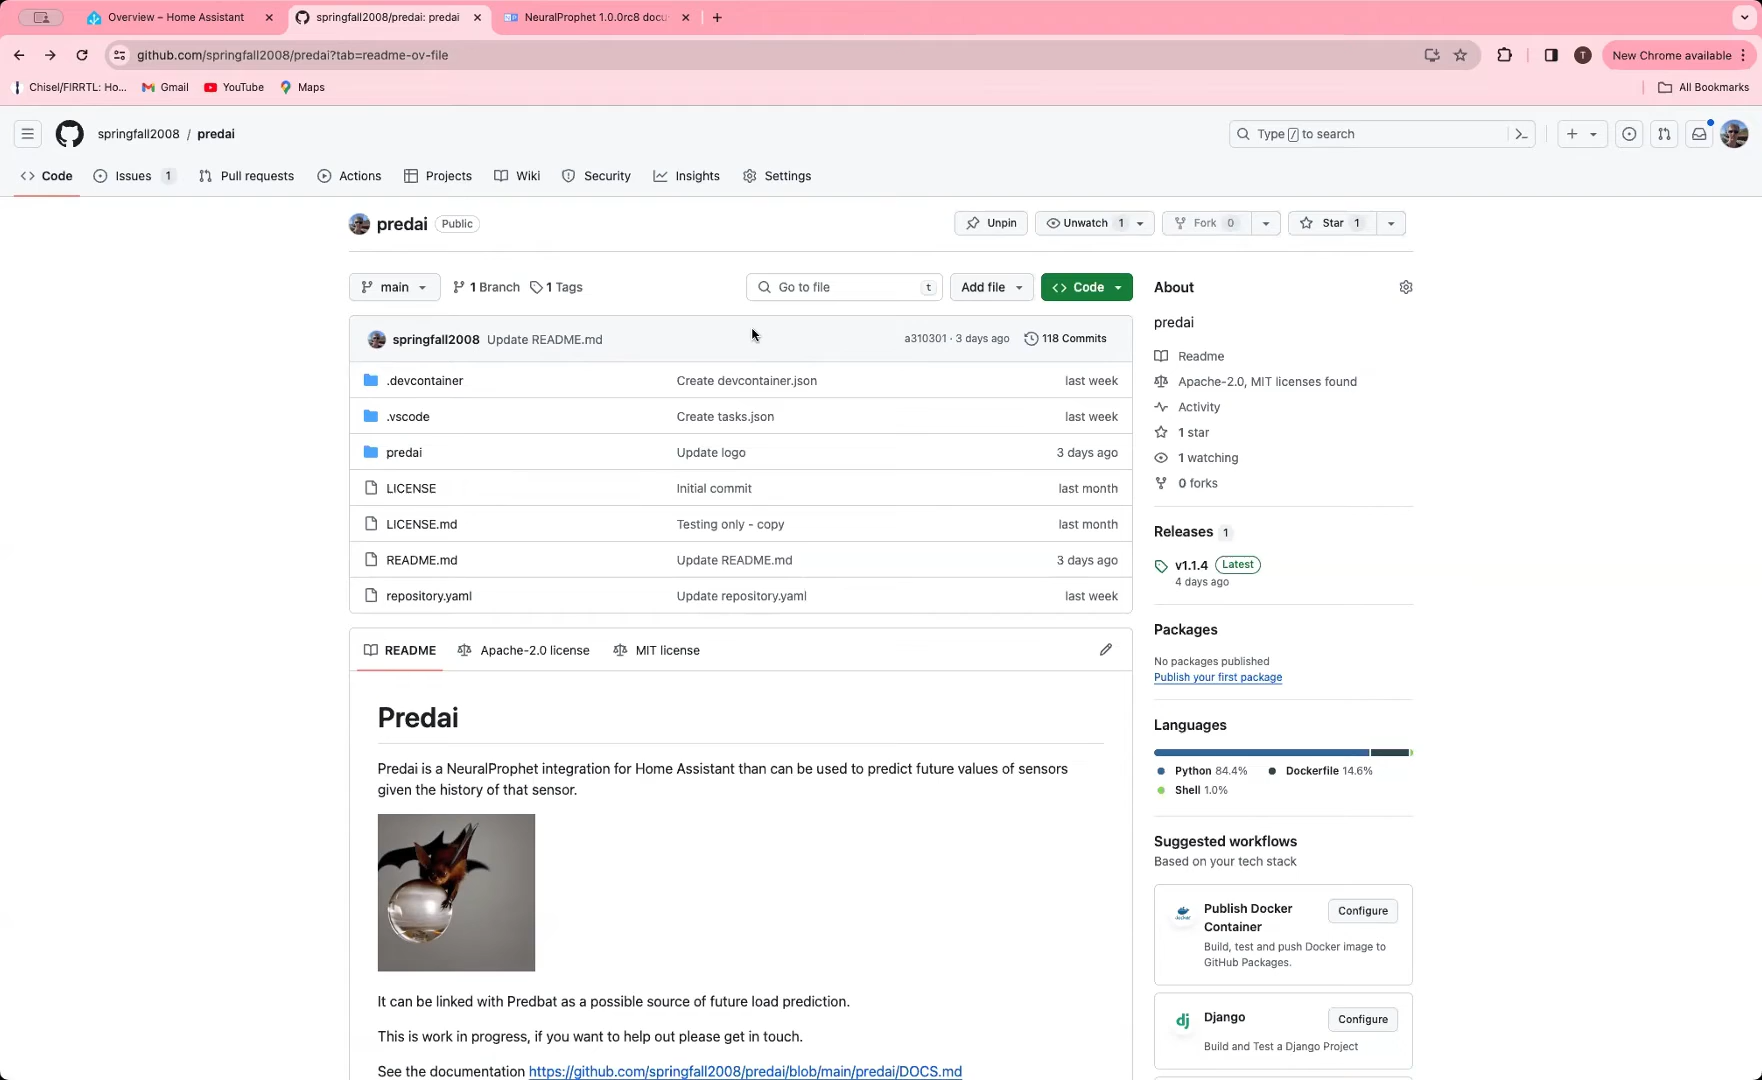 Overview – Home Assistant
springfall2008/predai: predai
NeuralProphet 1.0.0rc8 docu
github.com/springfall2008/predai?tab=readme-ov-file
T
New Chrome available
Chisel/FIRRTL: Ho...
Gmail
YouTube
Maps
All Bookmarks
springfall2008 / predai
Type / to search
Code
Issues 1
Pull requests
Actions
Projects
Wiki
Security
Insights
Settings
predai Public
Unpin
Unwatch 1
Fork 0
Star 1
main
1 Branch
1 Tags
Go to file t
Add file
Code
springfall2008 Update README.md a310301 · 3 days ago 118 Commits
.devcontainer Create devcontainer.json last week
.vscode Create tasks.json last week
predai Update logo 3 days ago
LICENSE Initial commit last month
LICENSE.md Testing only - copy last month
README.md Update README.md 3 days ago
repository.yaml Update repository.yaml last week
README
Apache-2.0 license
MIT license
Predai
Predai is a NeuralProphet integration for Home Assistant than can be used to predict future values of sensors
given the history of that sensor.
It can be linked with Predbat as a possible source of future load prediction.
This is work in progress, if you want to help out please get in touch.
See the documentation https://github.com/springfall2008/predai/blob/main/predai/DOCS.md
About
predai
Readme
Apache-2.0, MIT licenses found
Activity
1 star
1 watching
0 forks
Releases 1
v1.1.4 Latest
4 days ago
Packages
No packages published
Publish your first package
Languages
Python 84.4% Dockerfile 14.6%
Shell 1.0%
Suggested workflows
Based on your tech stack
docker
Publish Docker
Container
Configure
Build, test and push Docker image to
GitHub Packages.
dj
Django
Configure
Build and Test a Django Project